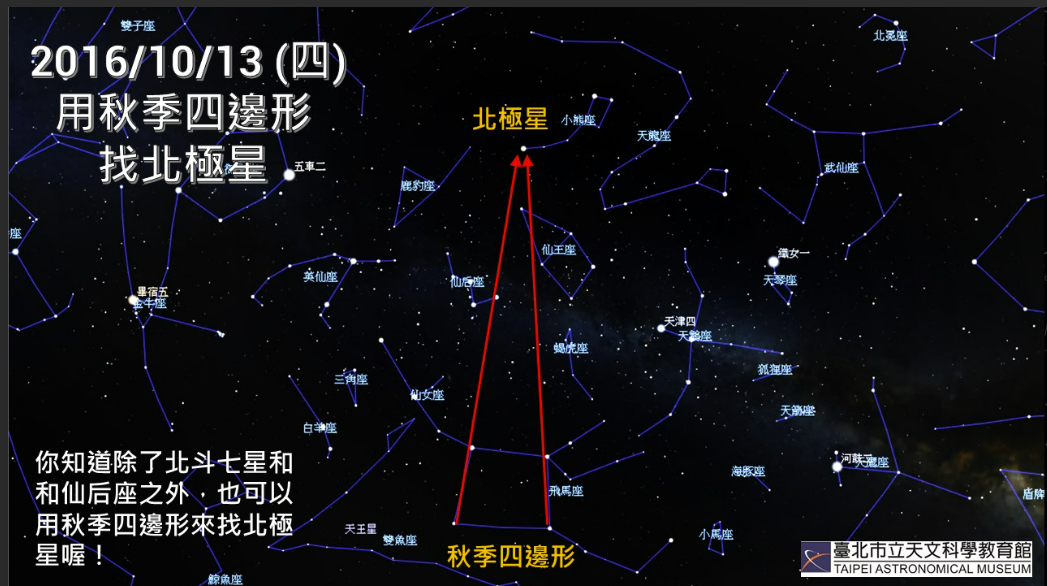 2016/10/13 (四)
用秋季四邊形
找北極星
雙子座
北冕座
北極星
小熊座
天龍座
五車二
鹿豹座
武仙座
座
仙王座
織女一
英仙座
仙后座
天琴座
畢宿五
金牛座
天津四
天鵝座
蝎虎座
狐狸座
三角座
仙女座
天箭座
白羊座
河鼓二
天鷹座
海豚座
飛馬座
盾牌
天王星
雙魚座
小馬座
鯨魚座
秋季四邊形
你知道除了北斗七星和
和仙后座之外，也可以
用秋季四邊形來找北極
星喔！
臺北市立天文科學教育館
TAIPEI ASTRONOMICAL MUSEUM